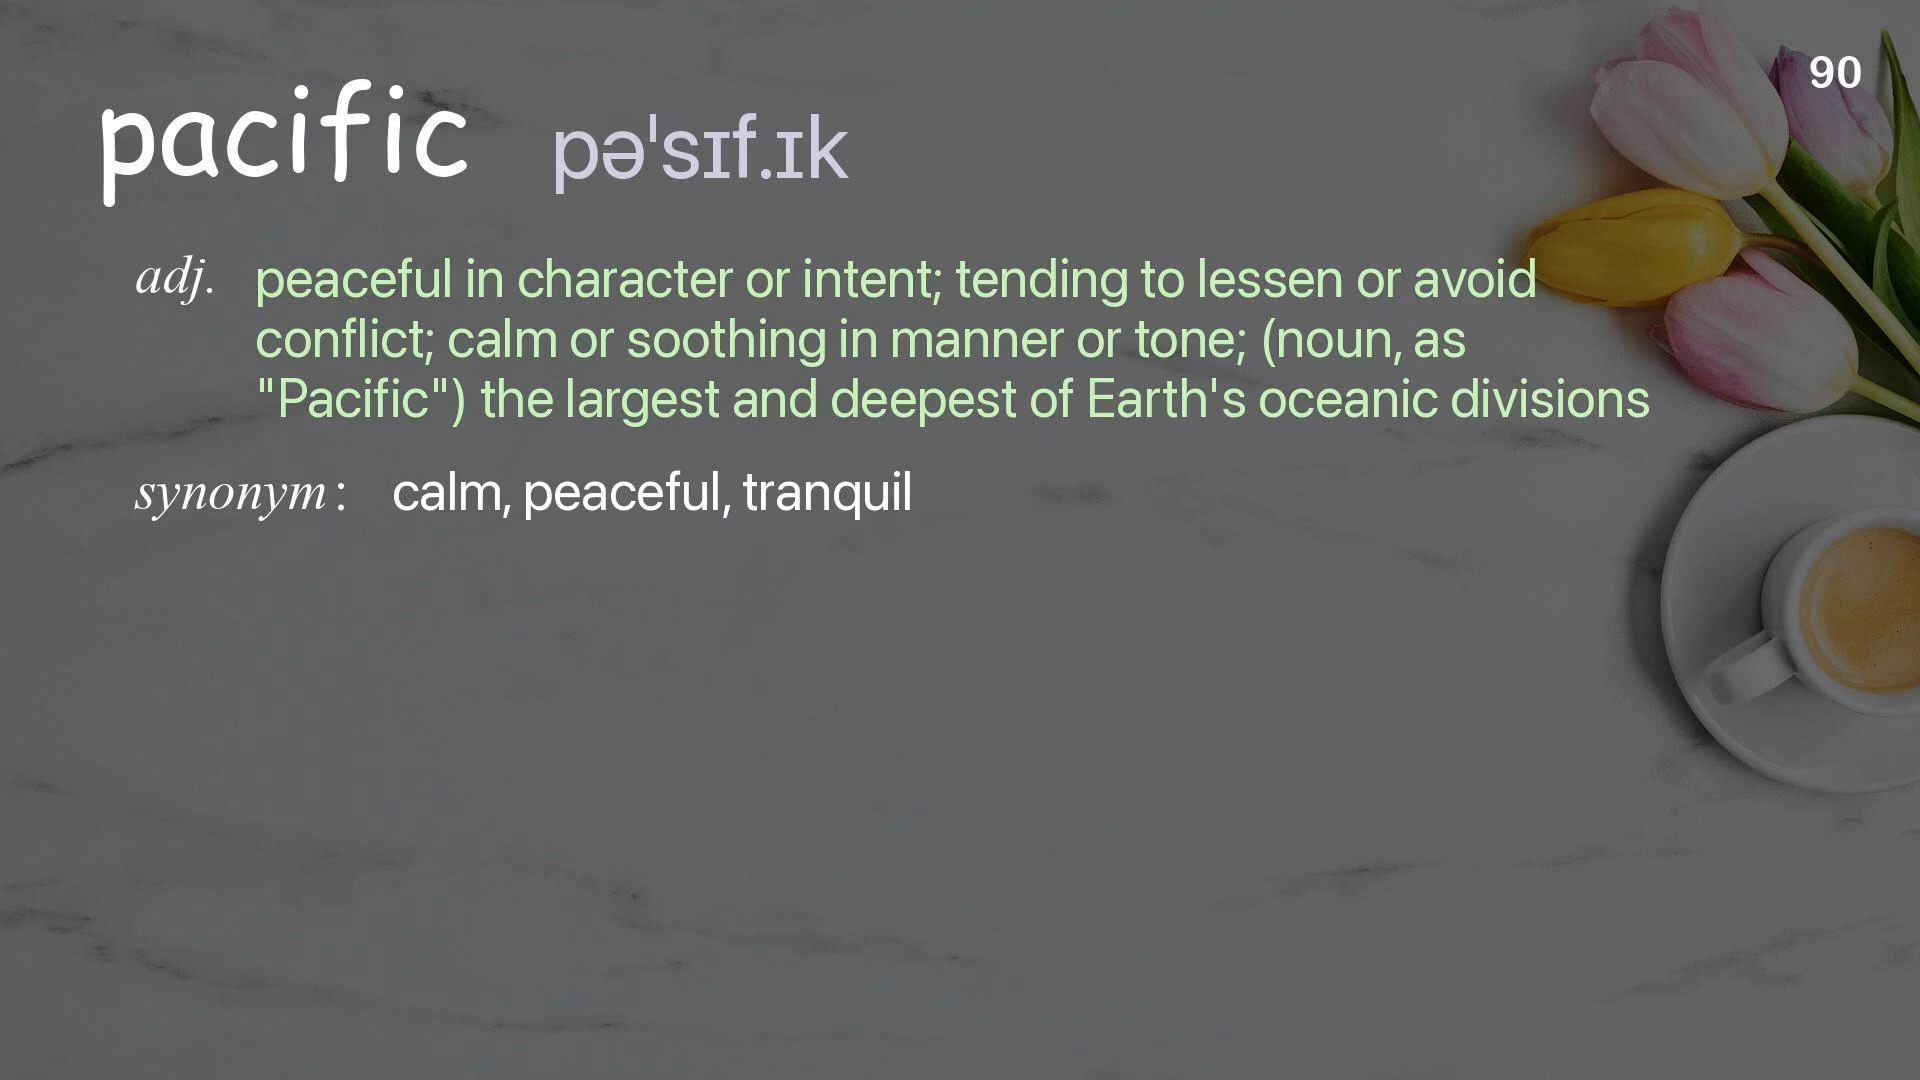 90
pacific pəˈsɪf.ɪk
adj. peaceful in character or intent; tending to lessen or avoid
conflict; calm or soothing in manner or tone; (noun, as
"Pacific") the largest and deepest of Earth's oceanic divisions
synonym: calm, peaceful, tranquil